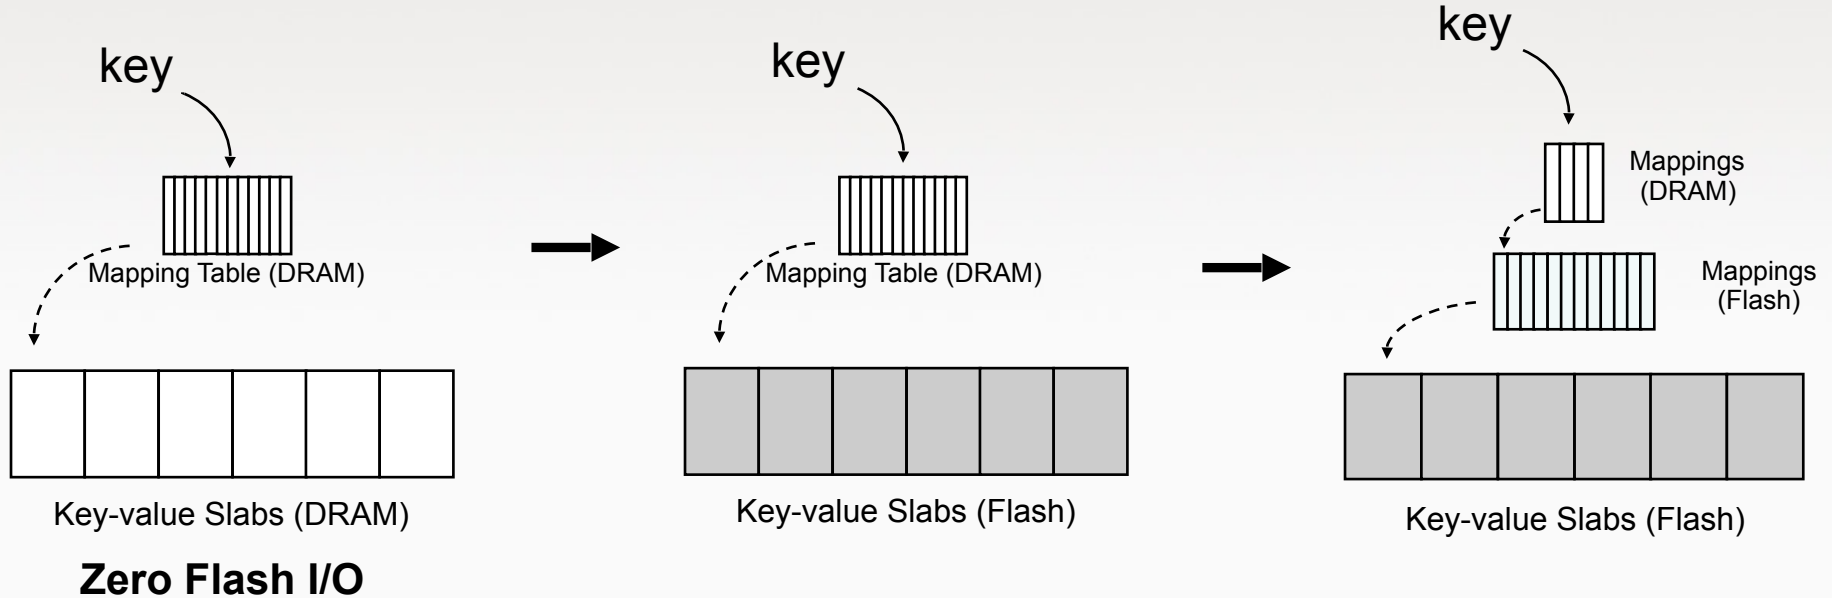 key
Mapping Table (DRAM)
Key-value Slabs (DRAM)
Zero Flash I/O
key
Mapping Table (DRAM)
Key-value Slabs (Flash)
key
Mappings
(DRAM)
Mappings
(Flash)
Key-value Slabs (Flash)